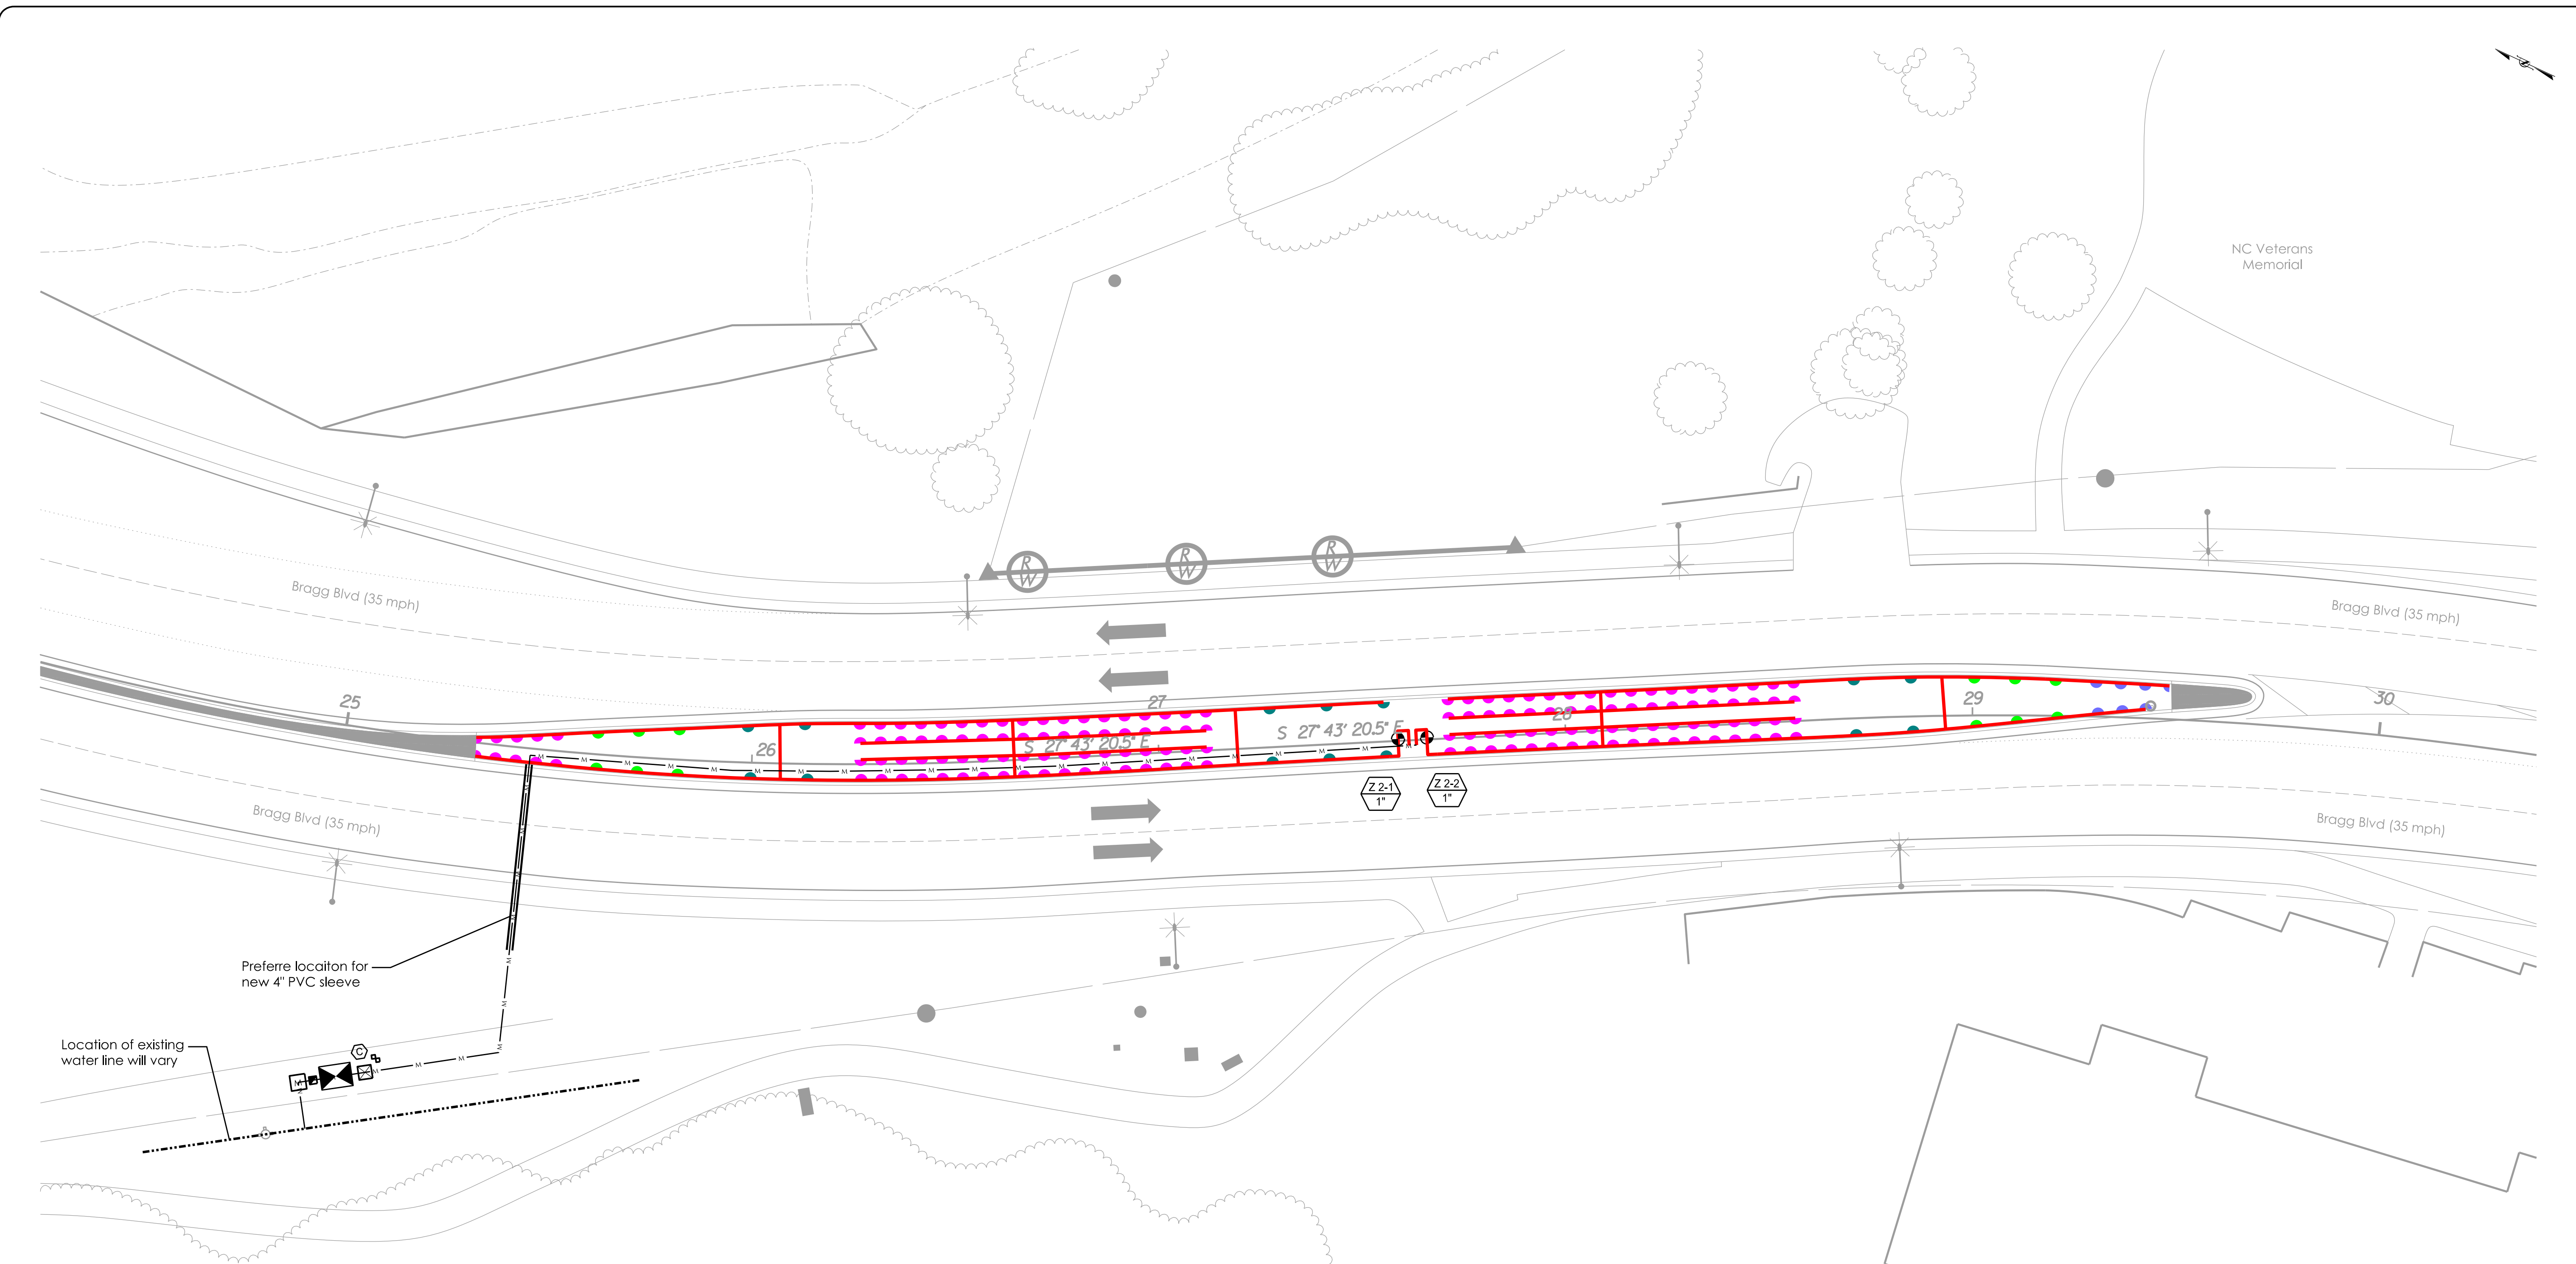 NC Veterans
Memorial
R
W
R
W
R
W
Bragg Blvd (35 mph)
Bragg Blvd (35 mph)
25
26
27
28
29
30
S 27° 43' 20.5" E
S 27° 43' 20.5" E
Z 2-1
1"
Z 2-2
1"
Bragg Blvd (35 mph)
Bragg Blvd (35 mph)
Preferre locaiton for
new 4" PVC sleeve
Location of existing
water line will vary
C
M